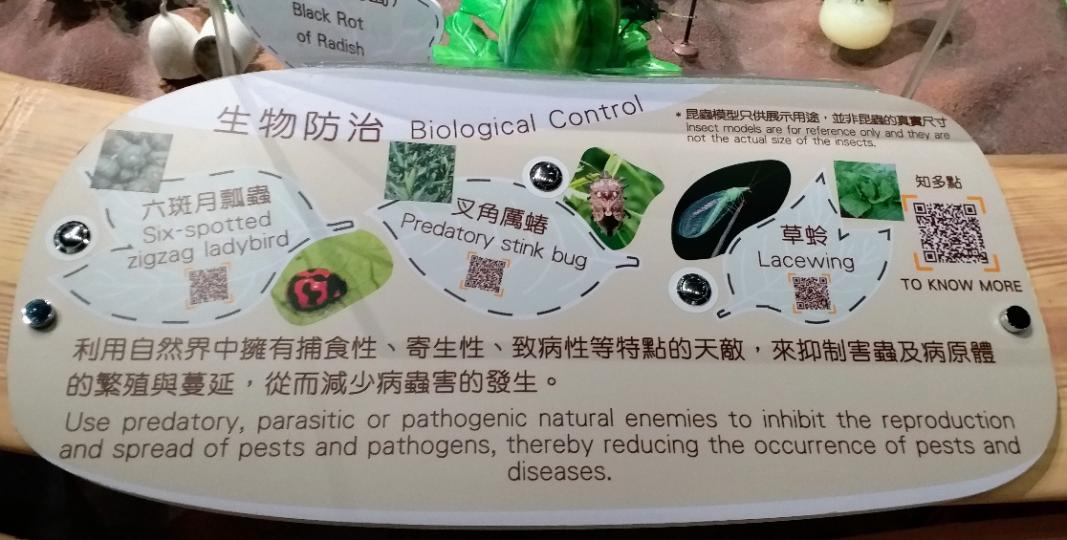 Black Rot
of Radish
生物防治 Biological Control
* 昆蟲模型只供展示用途，並非昆蟲的真實尺寸
Insect models are for reference only and they are
not the actual size of the insects.
六斑月瓢蟲
Six-spotted
zigzag ladybird
叉角厲蝽
Predatory stink bug
草蛉
Lacewing
知多點
TO KNOW MORE
利用自然界中擁有捕食性、寄生性、致病性等特點的天敵，來抑制害蟲及病原體
的繁殖與蔓延，從而減少病蟲害的發生。
Use predatory, parasitic or pathogenic natural enemies to inhibit the reproduction
and spread of pests and pathogens, thereby reducing the occurrence of pests and
diseases.